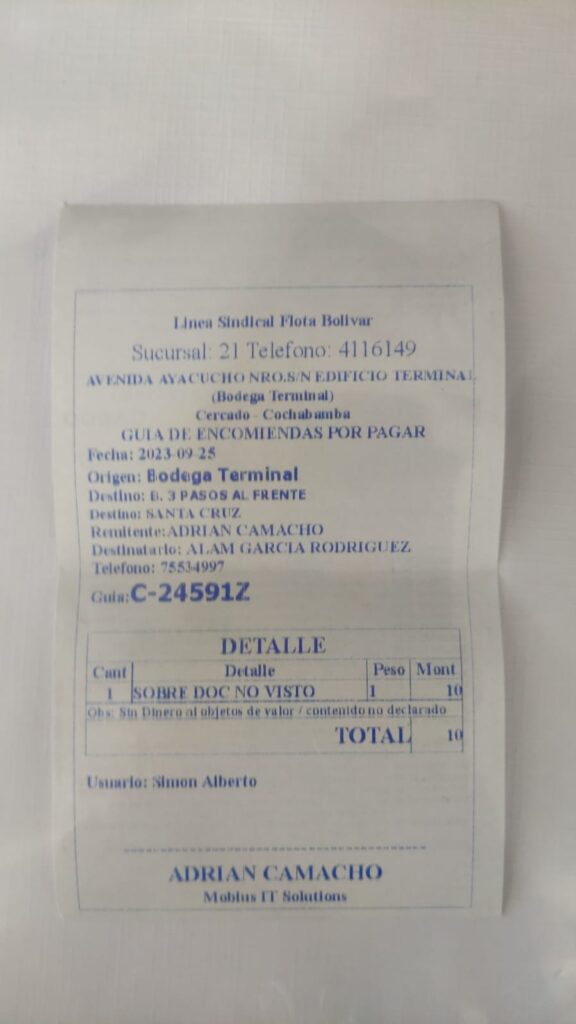 Linea Sindical Flota Bolivar
Sucursal: 21 Telefono: 4116149
AVENIDA AYACUCHO NRO.S/N EDIFICIO TERMINAL
(Bodega Terminal)
Cercado - Cochabamba
GUIA DE ENCOMIENDAS POR PAGAR
Fecha: 2023-09-25
Origen: Bodega Terminal
Destino: B. 3 PASOS AL FRENTE
Destino: SANTA CRUZ
Remitente:ADRIAN CAMACHO
Destinatario: ALAM GARCIA RODRIGUEZ
Telefono: 75534997
Guia:C-24591Z
DETALLE
Cant Detalle Peso Mont
1 SOBRE DOC NO VISTO 1 10
Obs: Sin Dinero ni objetos de valor / contenido no declarado
TOTAL 10
Usuario: Simon Alberto
ADRIAN CAMACHO
Mobius IT Solutions